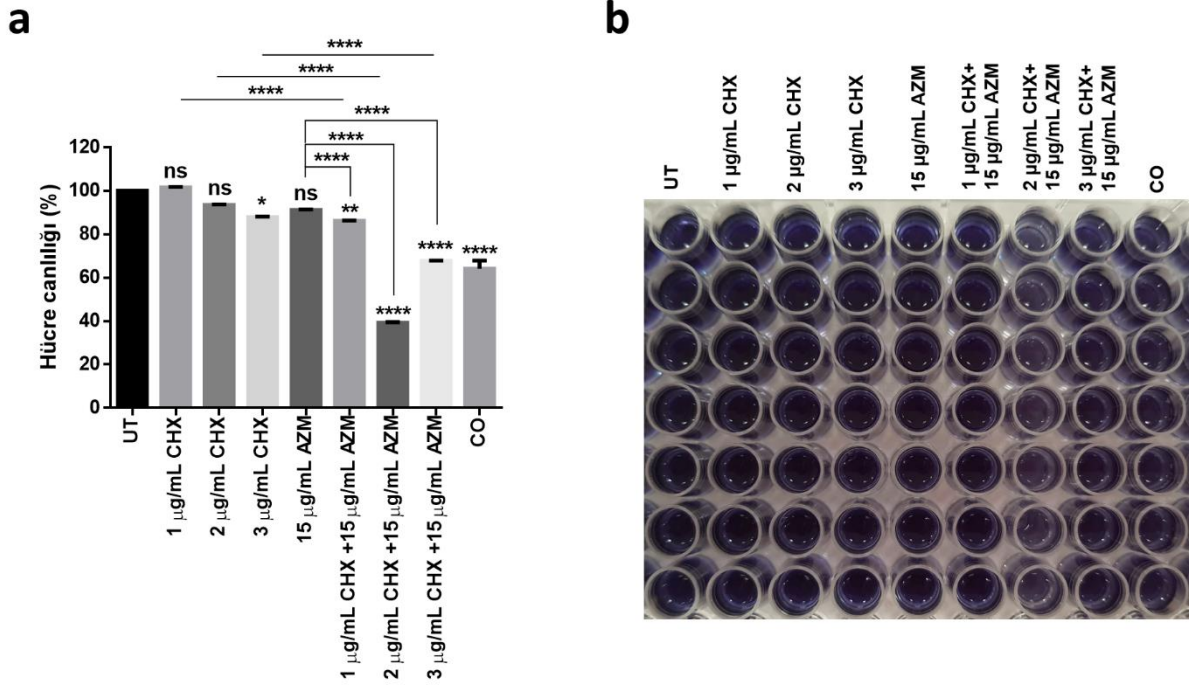 a
****
****
****
****
****
****
ns
ns
*
ns
**
****
****
****
Hücre canlılığı (%)
120
100
80
60
40
20
0
UT
1 µg/mL CHX
2 µg/mL CHX
3 µg/mL CHX
15 µg/mL AZM
1 µg/mL CHX +15 µg/mL AZM
2 µg/mL CHX +15 µg/mL AZM
3 µg/mL CHX +15 µg/mL AZM
CO
b
UT
1 µg/mL CHX
2 µg/mL CHX
3 µg/mL CHX
15 µg/mL AZM
1 µg/mL CHX+
15 µg/mL AZM
2 µg/mL CHX+
15 µg/mL AZM
3 µg/mL CHX+
15 µg/mL AZM
CO